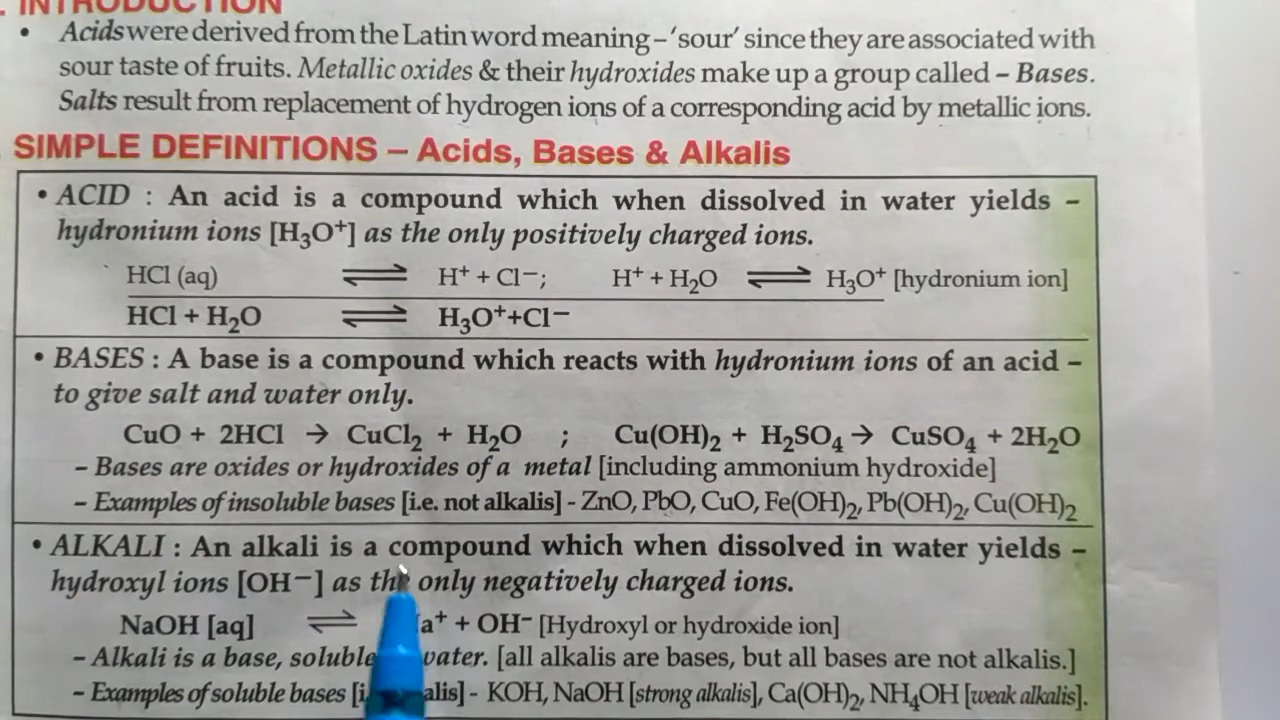 . INTRODUCTION
• Acids were derived from the Latin word meaning – 'sour' since they are associated with
sour taste of fruits. Metallic oxides & their hydroxides make up a group called – Bases.
Salts result from replacement of hydrogen ions of a corresponding acid by metallic ions.
SIMPLE DEFINITIONS – Acids, Bases & Alkalis
• ACID : An acid is a compound which when dissolved in water yields –
hydronium ions [H₃O⁺] as the only positively charged ions.
HCl (aq) ⇌ H⁺ + Cl⁻; H⁺ + H₂O ⇌ H₃O⁺ [hydronium ion]
HCl + H₂O ⇌ H₃O⁺+Cl⁻
• BASES : A base is a compound which reacts with hydronium ions of an acid –
to give salt and water only.
CuO + 2HCl → CuCl₂ + H₂O ; Cu(OH)₂ + H₂SO₄ → CuSO₄ + 2H₂O
– Bases are oxides or hydroxides of a metal [including ammonium hydroxide]
– Examples of insoluble bases [i.e. not alkalis] - ZnO, PbO, CuO, Fe(OH)₂, Pb(OH)₂, Cu(OH)₂
• ALKALI : An alkali is a compound which when dissolved in water yields –
hydroxyl ions [OH⁻] as the only negatively charged ions.
NaOH [aq] ⇌ a⁺ + OH⁻ [Hydroxyl or hydroxide ion]
– Alkali is a base, soluble water. [all alkalis are bases, but all bases are not alkalis.]
– Examples of soluble bases [i. alis] - KOH, NaOH [strong alkalis], Ca(OH)₂, NH₄OH [weak alkalis].